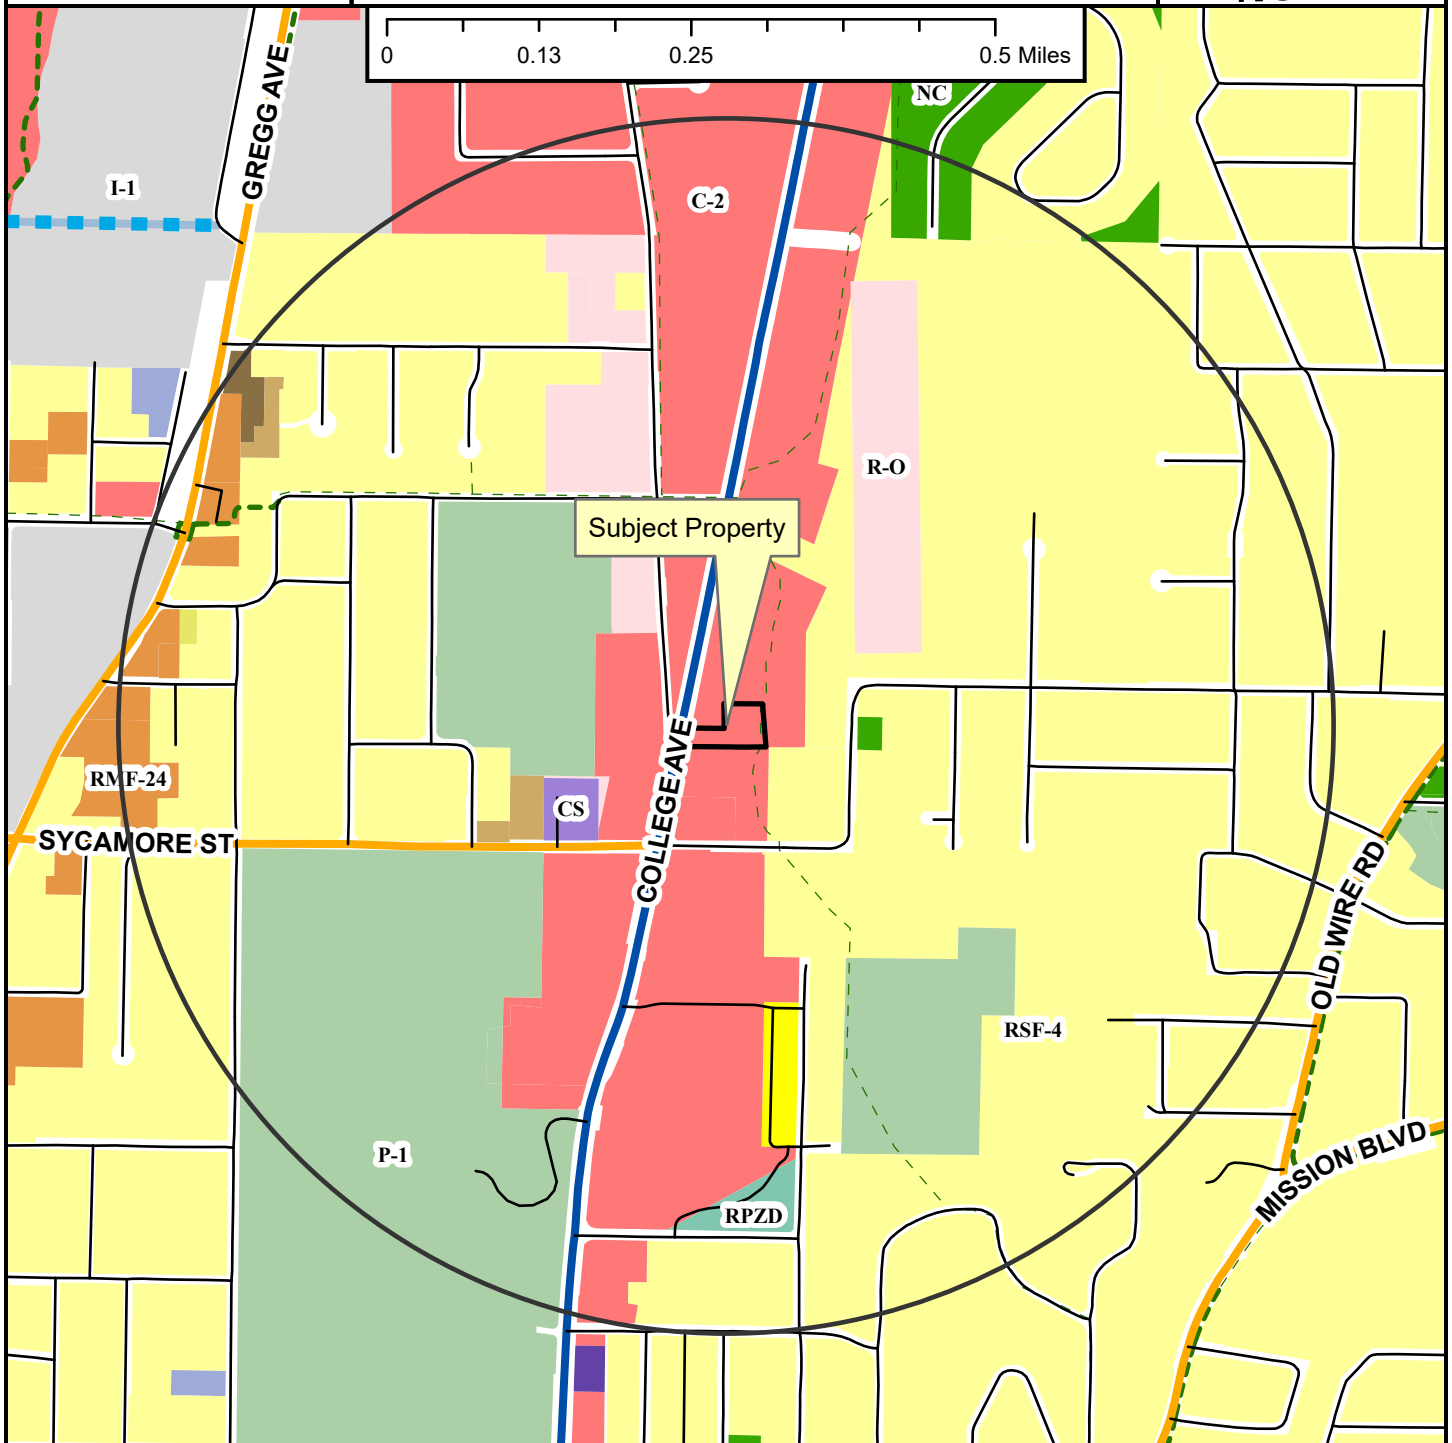 0 0.13 0.25 0.5 Miles
GREGG AVE
NC
I-1
C-2
R-O
Subject Property
RMF-24
CS
SYCAMORE ST
COLLEGE AVE
OLD WIRE RD
RSF-4
P-1
MISSION BLVD
RPZD